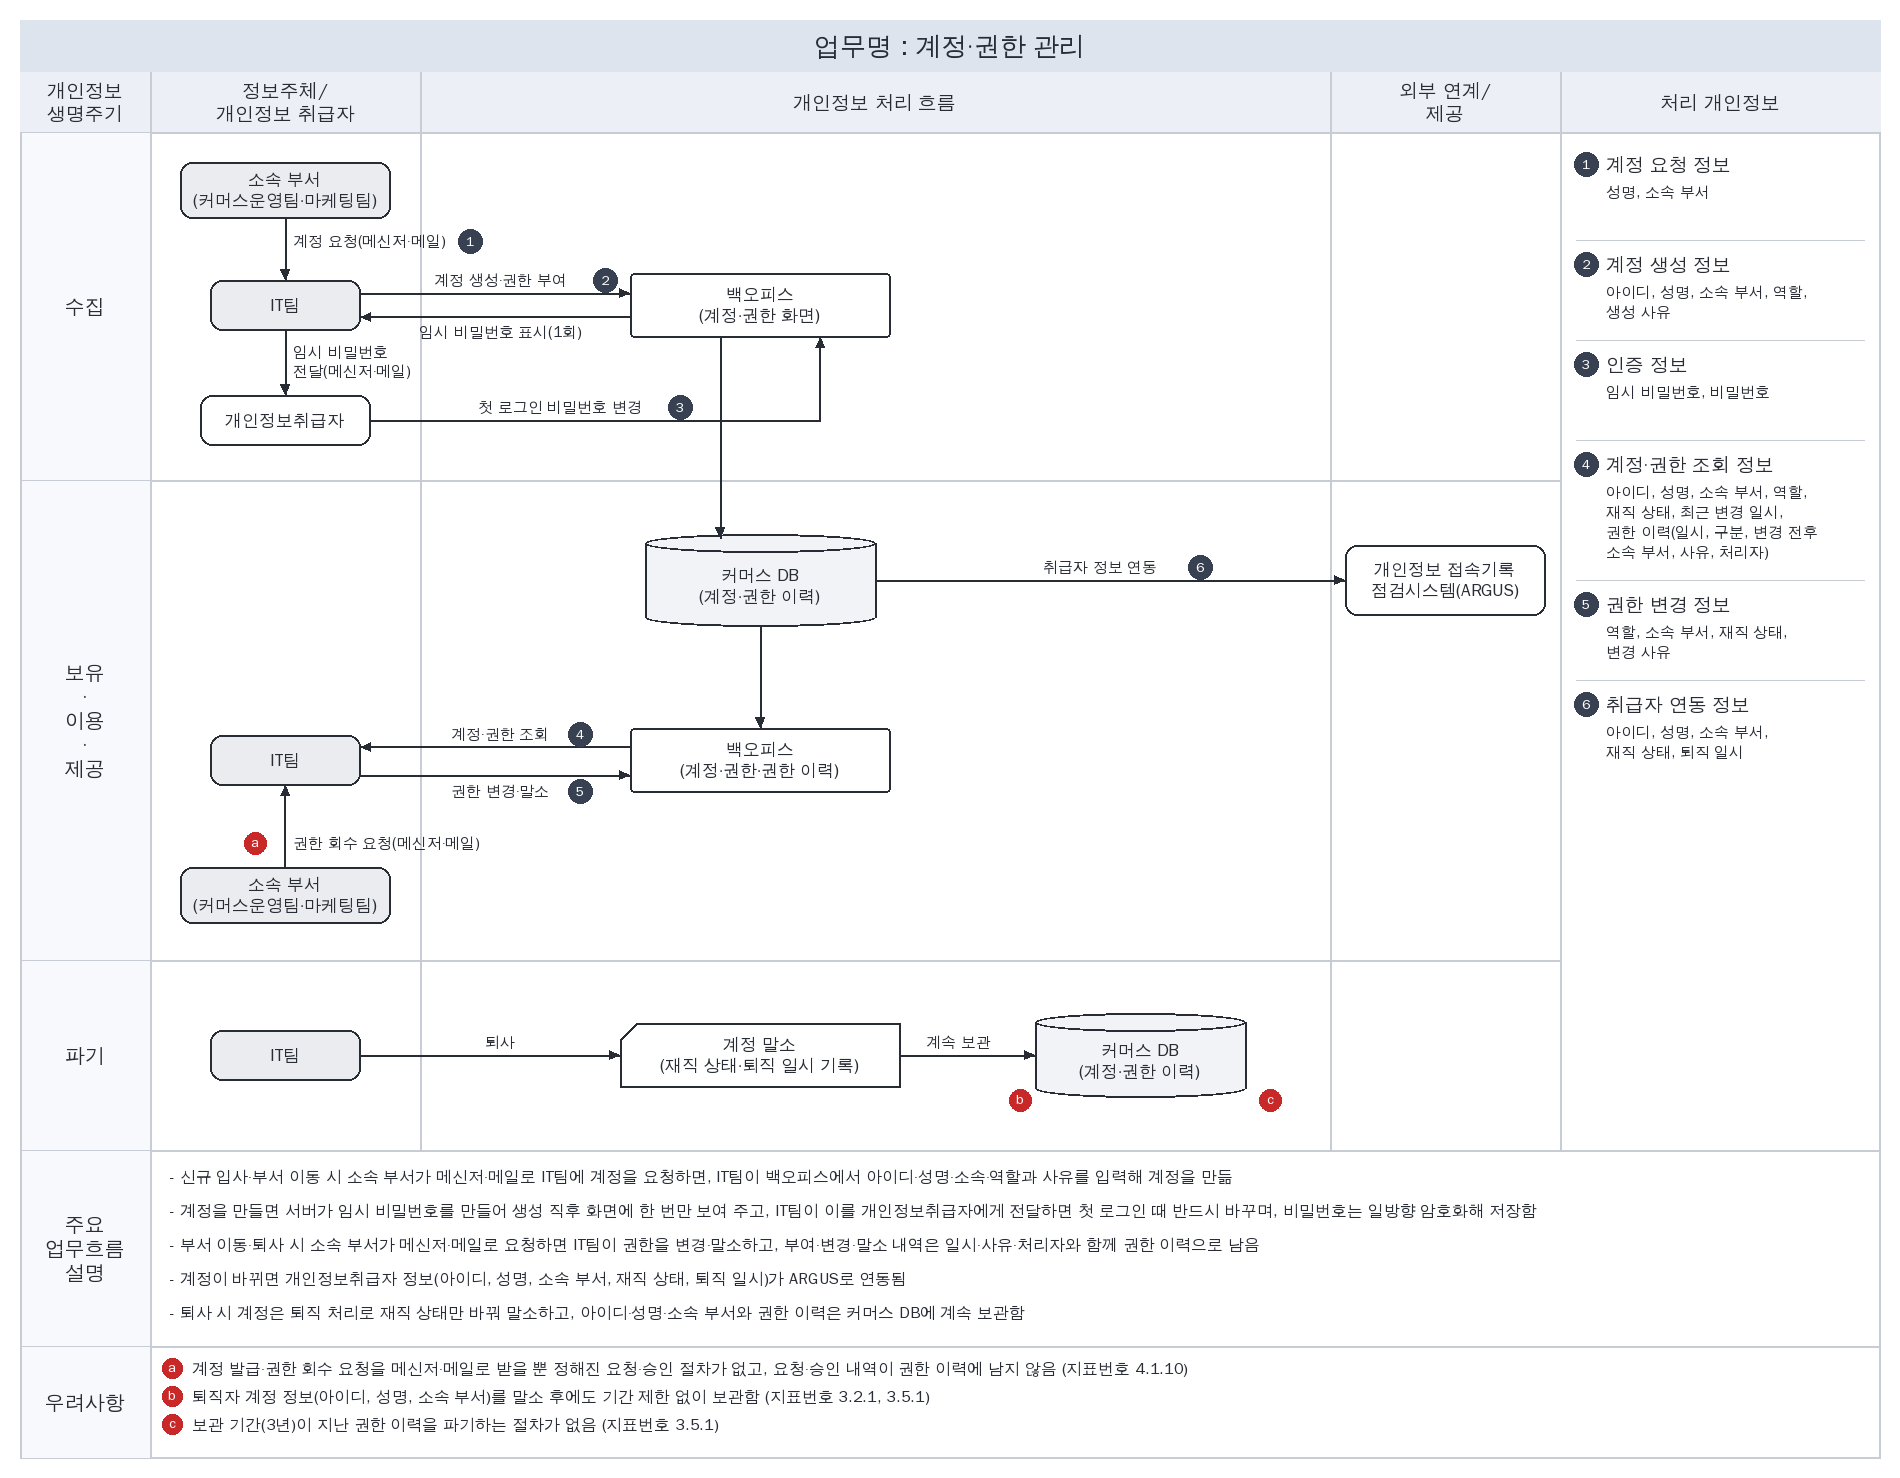 업무명 : 계정·권한 관리
개인정보
생명주기
정보주체/
개인정보 취급자
개인정보 처리 흐름
외부 연계/
제공
처리 개인정보
수집
소속 부서
(커머스운영팀·마케팅팀)
계정 요청(메신저·메일)
1
IT팀
계정 생성·권한 부여
2
임시 비밀번호 표시(1회)
백오피스
(계정·권한 화면)
임시 비밀번호
전달(메신저·메일)
개인정보취급자
첫 로그인 비밀번호 변경
3
1
계정 요청 정보
성명, 소속 부서
2
계정 생성 정보
아이디, 성명, 소속 부서, 역할,
생성 사유
3
인증 정보
임시 비밀번호, 비밀번호
4
계정·권한 조회 정보
아이디, 성명, 소속 부서, 역할,
재직 상태, 최근 변경 일시,
권한 이력(일시, 구분, 변경 전후
소속 부서, 사유, 처리자)
5
권한 변경 정보
역할, 소속 부서, 재직 상태,
변경 사유
6
취급자 연동 정보
아이디, 성명, 소속 부서,
재직 상태, 퇴직 일시
보유
·
이용
·
제공
커머스 DB
(계정·권한 이력)
취급자 정보 연동
6
개인정보 접속기록
점검시스템(ARGUS)
IT팀
계정·권한 조회
4
권한 변경·말소
5
백오피스
(계정·권한·권한 이력)
a
권한 회수 요청(메신저·메일)
소속 부서
(커머스운영팀·마케팅팀)
파기
IT팀
퇴사
계정 말소
(재직 상태·퇴직 일시 기록)
계속 보관
커머스 DB
(계정·권한 이력)
b
c
주요
업무흐름
설명
- 신규 입사·부서 이동 시 소속 부서가 메신저·메일로 IT팀에 계정을 요청하면, IT팀이 백오피스에서 아이디·성명·소속·역할과 사유를 입력해 계정을 만듦
- 계정을 만들면 서버가 임시 비밀번호를 만들어 생성 직후 화면에 한 번만 보여 주고, IT팀이 이를 개인정보취급자에게 전달하면 첫 로그인 때 반드시 바꾸며, 비밀번호는 일방향 암호화해 저장함
- 부서 이동·퇴사 시 소속 부서가 메신저·메일로 요청하면 IT팀이 권한을 변경·말소하고, 부여·변경·말소 내역은 일시·사유·처리자와 함께 권한 이력으로 남음
- 계정이 바뀌면 개인정보취급자 정보(아이디, 성명, 소속 부서, 재직 상태, 퇴직 일시)가 ARGUS로 연동됨
- 퇴사 시 계정은 퇴직 처리로 재직 상태만 바꿔 말소하고, 아이디·성명·소속 부서와 권한 이력은 커머스 DB에 계속 보관함
우려사항
a 계정 발급·권한 회수 요청을 메신저·메일로 받을 뿐 정해진 요청·승인 절차가 없고, 요청·승인 내역이 권한 이력에 남지 않음 (지표번호 4.1.10)
b 퇴직자 계정 정보(아이디, 성명, 소속 부서)를 말소 후에도 기간 제한 없이 보관함 (지표번호 3.2.1, 3.5.1)
c 보관 기간(3년)이 지난 권한 이력을 파기하는 절차가 없음 (지표번호 3.5.1)